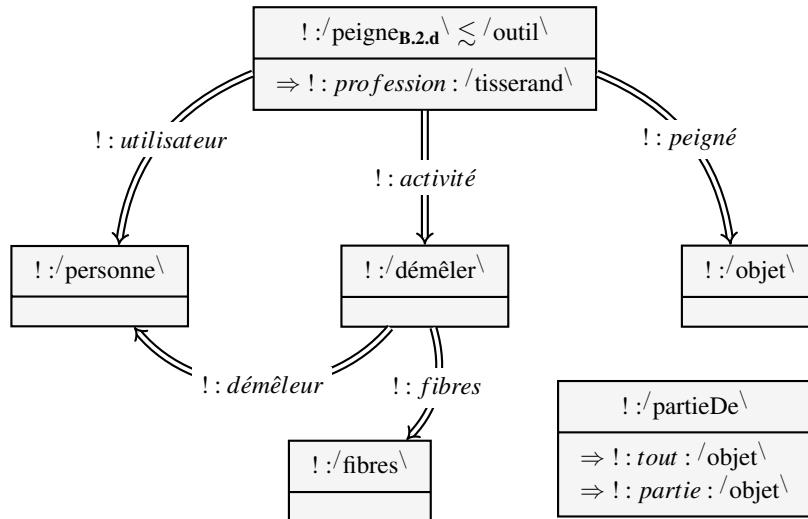 ! :/peigneB.2.d\ ≲ /outil\
⇒ ! : profession : /tisserand\
! : utilisateur
! : peigné
! : activité
! :/personne\
! :/démêler\
! :/objet\
! : démêleur
! : fibres
! :/partieDe\
! :/fibres\
⇒ ! : tout : /objet\
⇒ ! : partie : /objet\